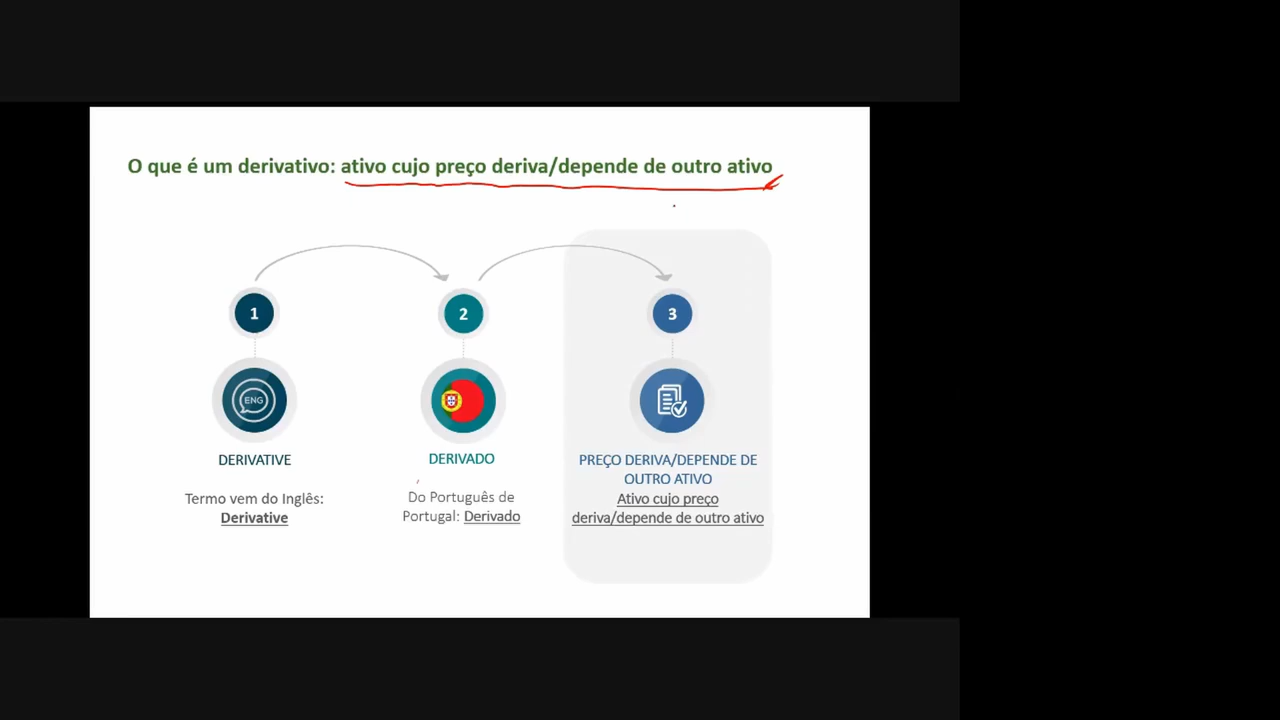 O que é um derivativo: ativo cujo preço deriva/depende de outro ativo
1
2
3
ENG
DERIVATIVE
Termo vem do Inglês:
Derivative
DERIVADO
Do Português de
Portugal: Derivado
PREÇO DERIVA/DEPENDE DE
OUTRO ATIVO
Ativo cujo preço
deriva/depende de outro ativo